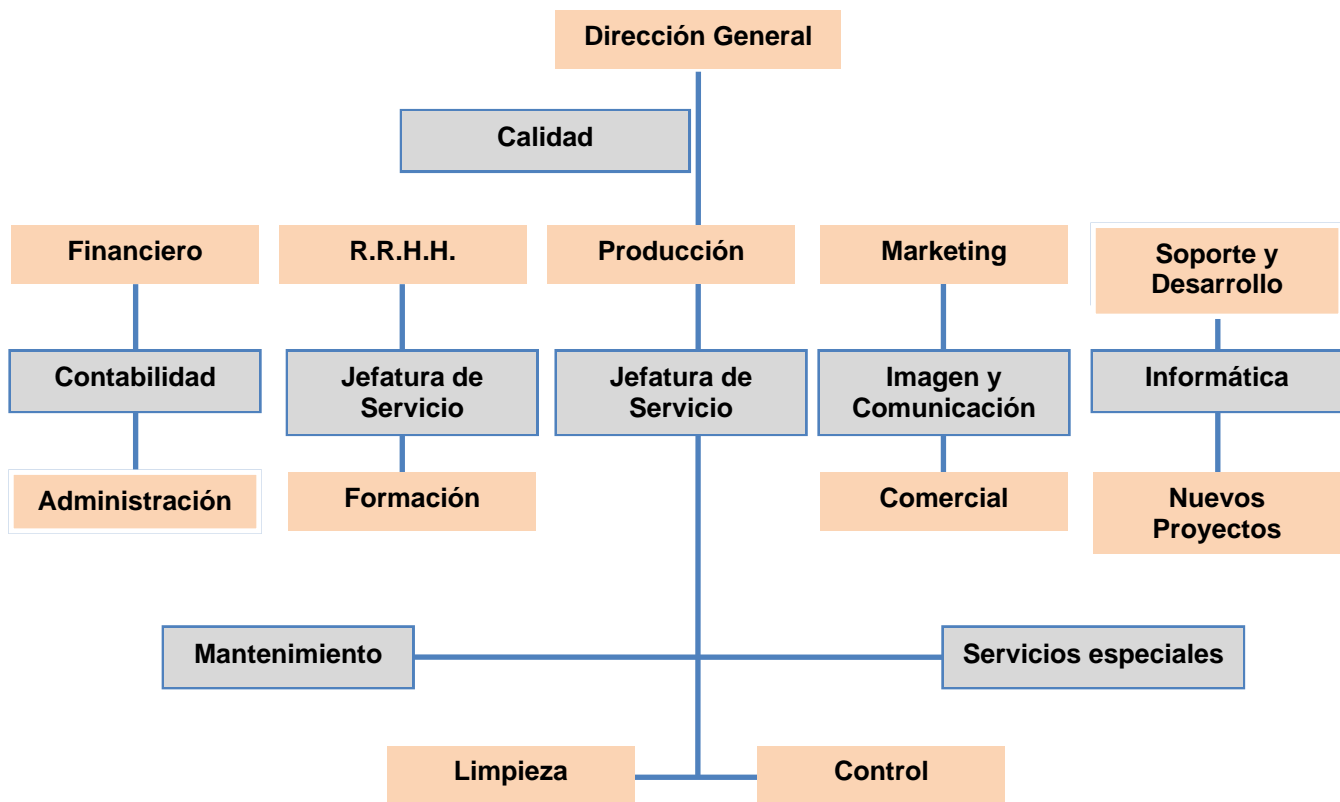 Dirección General
Calidad
Financiero
R.R.H.H.
Producción
Marketing
Soporte y
Desarrollo
Contabilidad
Jefatura de
Servicio
Jefatura de
Servicio
Imagen y
Comunicación
Informática
Administración
Formación
Comercial
Nuevos
Proyectos
Mantenimiento
Servicios especiales
Limpieza
Control